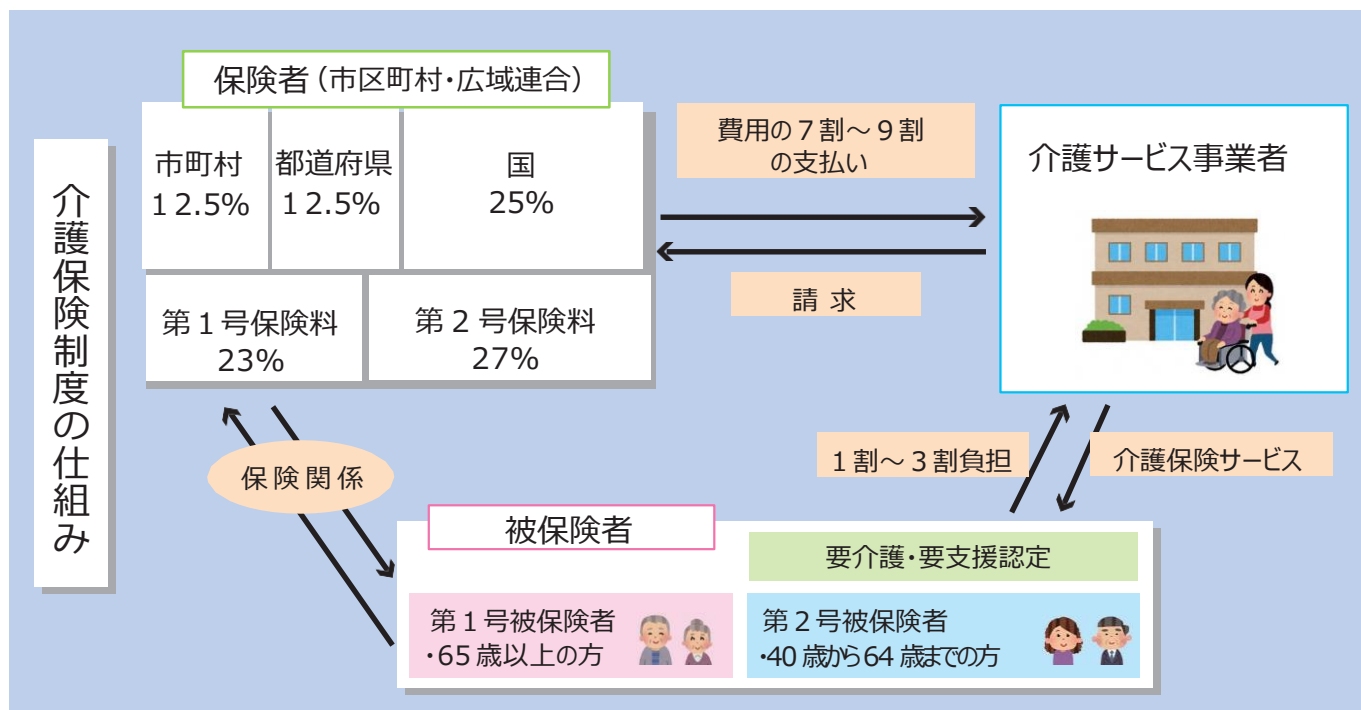 介護保険制度の仕組み
保険者（市区町村・広域連合）
市町村
１2.5%
都道府県
１2.5%
国
25%
第１号保険料
23%
第２号保険料
27%
費用の７割～９割
の支払い
請 求
介護サービス事業者
保険関係
１割～３割負担
介護保険サービス
被保険者
要介護・要支援認定
第１号被保険者
・65歳以上の方
第２号被保険者
・40歳から64歳までの方